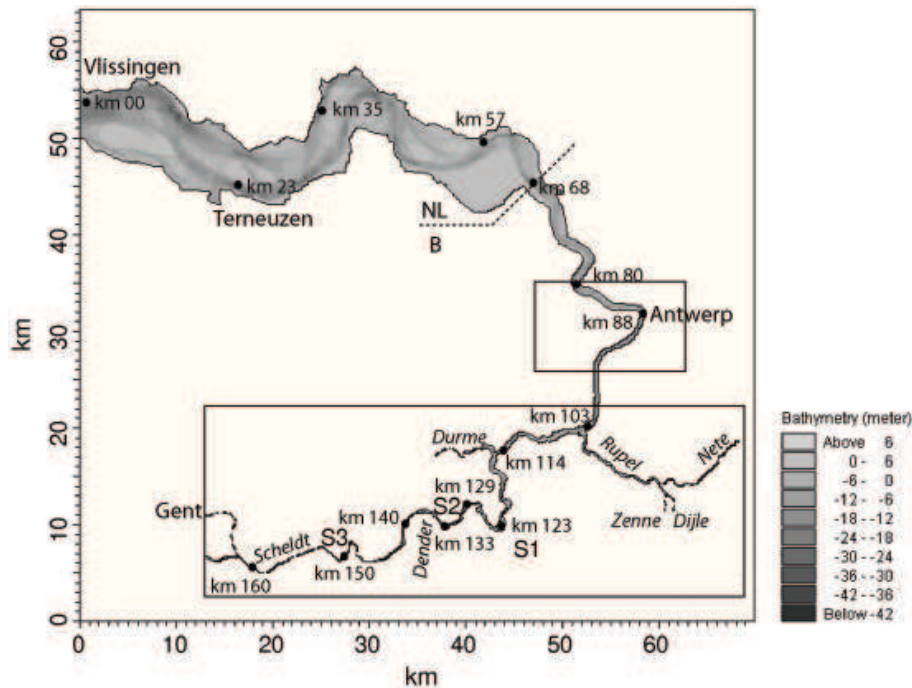 60
50
40
30
20
10
0
km
Vlissingen
km 00
km 35
km 57
km 23
km 68
Terneuzen
NL
B
km 80
km 88
Antwerp
km 103
Durme
km 114
Rupel
Nete
km 129
Gent
km 140
S2
km 123
Zenne
Dijle
S3
Dender
km 133
S1
Scheldt
km 150
km 160
0
10
20
30
40
50
60
km
Bathymetry (meter)
Above 6
0 - 6
-6 - 0
-12 - -6
-18 - -12
-24 - -18
-30 - -24
-36 - -30
-42 - -36
Below -42